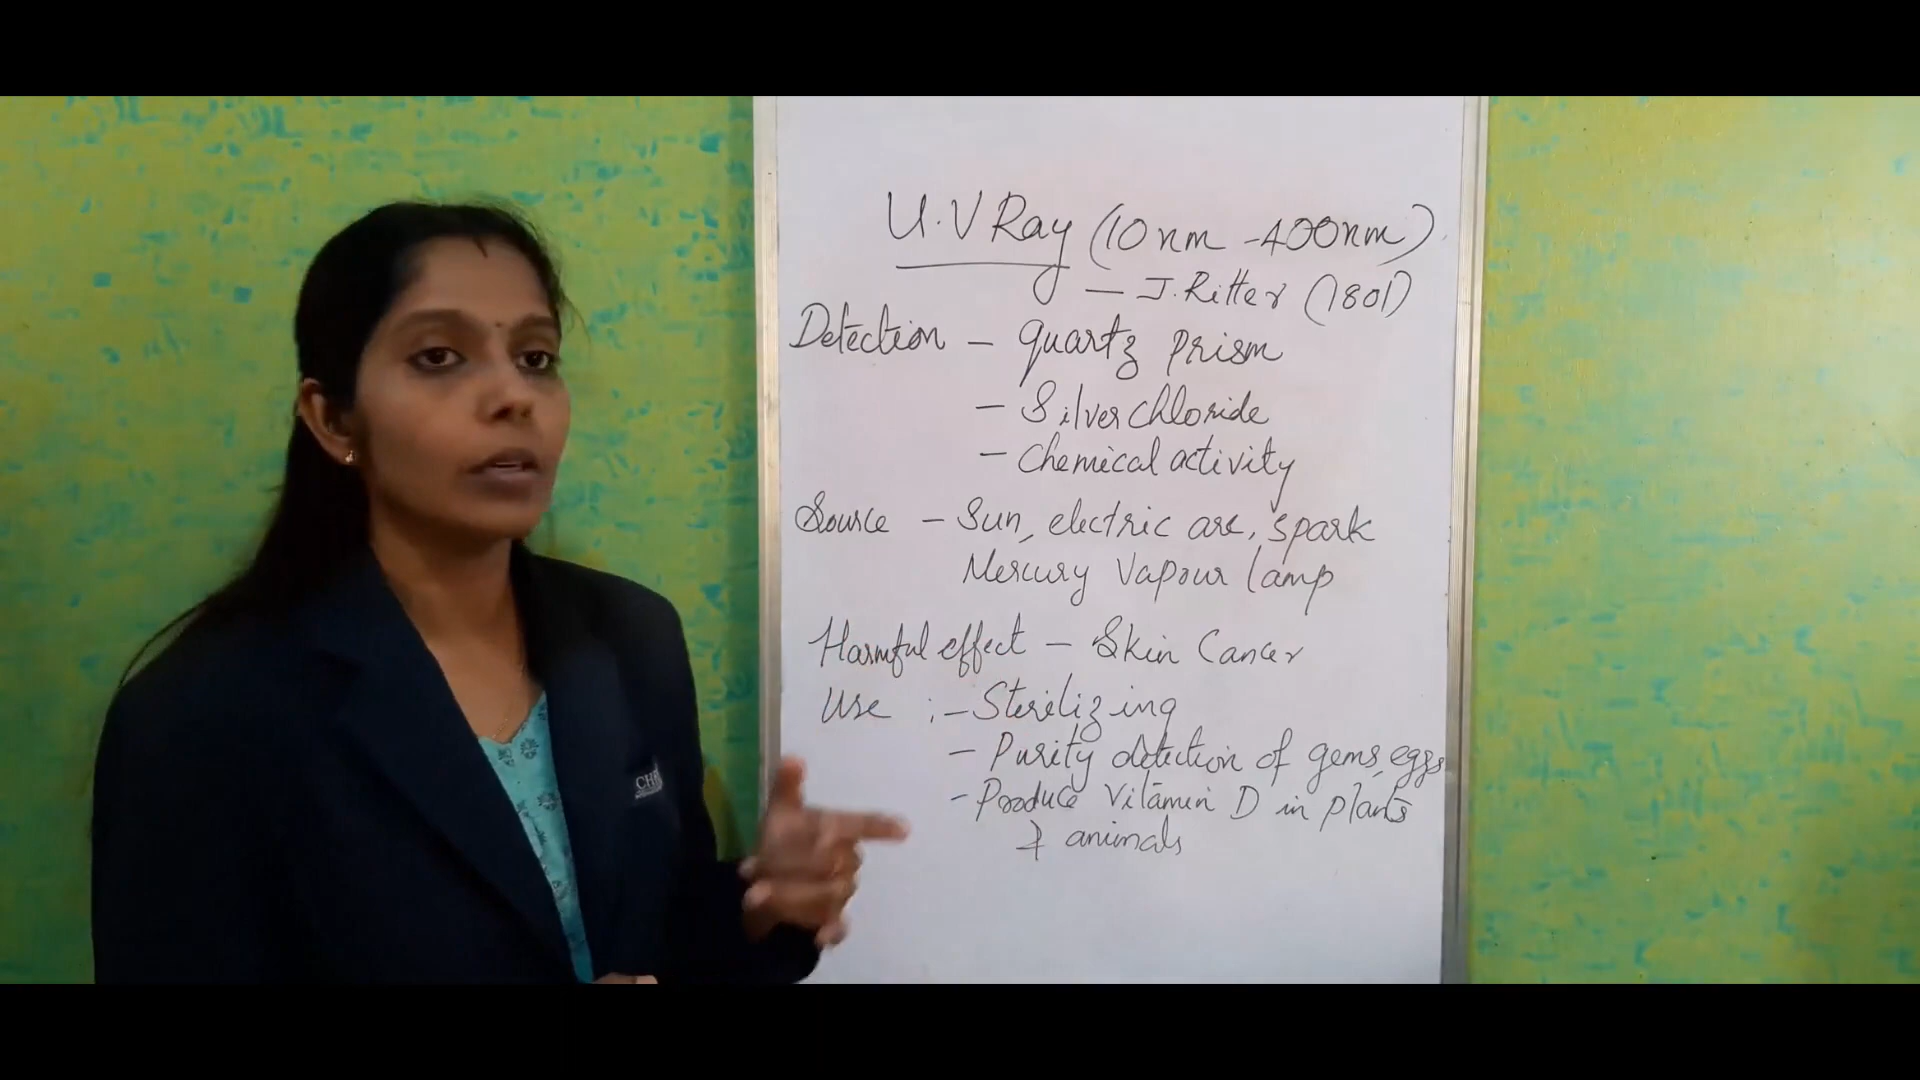 U.V Ray (10nm - 400nm)
- J. Ritter (1801)
Detection - quartz prism
- Silver chloride
- Chemical activity
Source - Sun, electric arc, spark
Mercury Vapour lamp
Harmful effect - Skin Cancer
Use :- Sterilizing
- Purity detection of gems, eggs
- Produce Vitamin D in plants
& animals